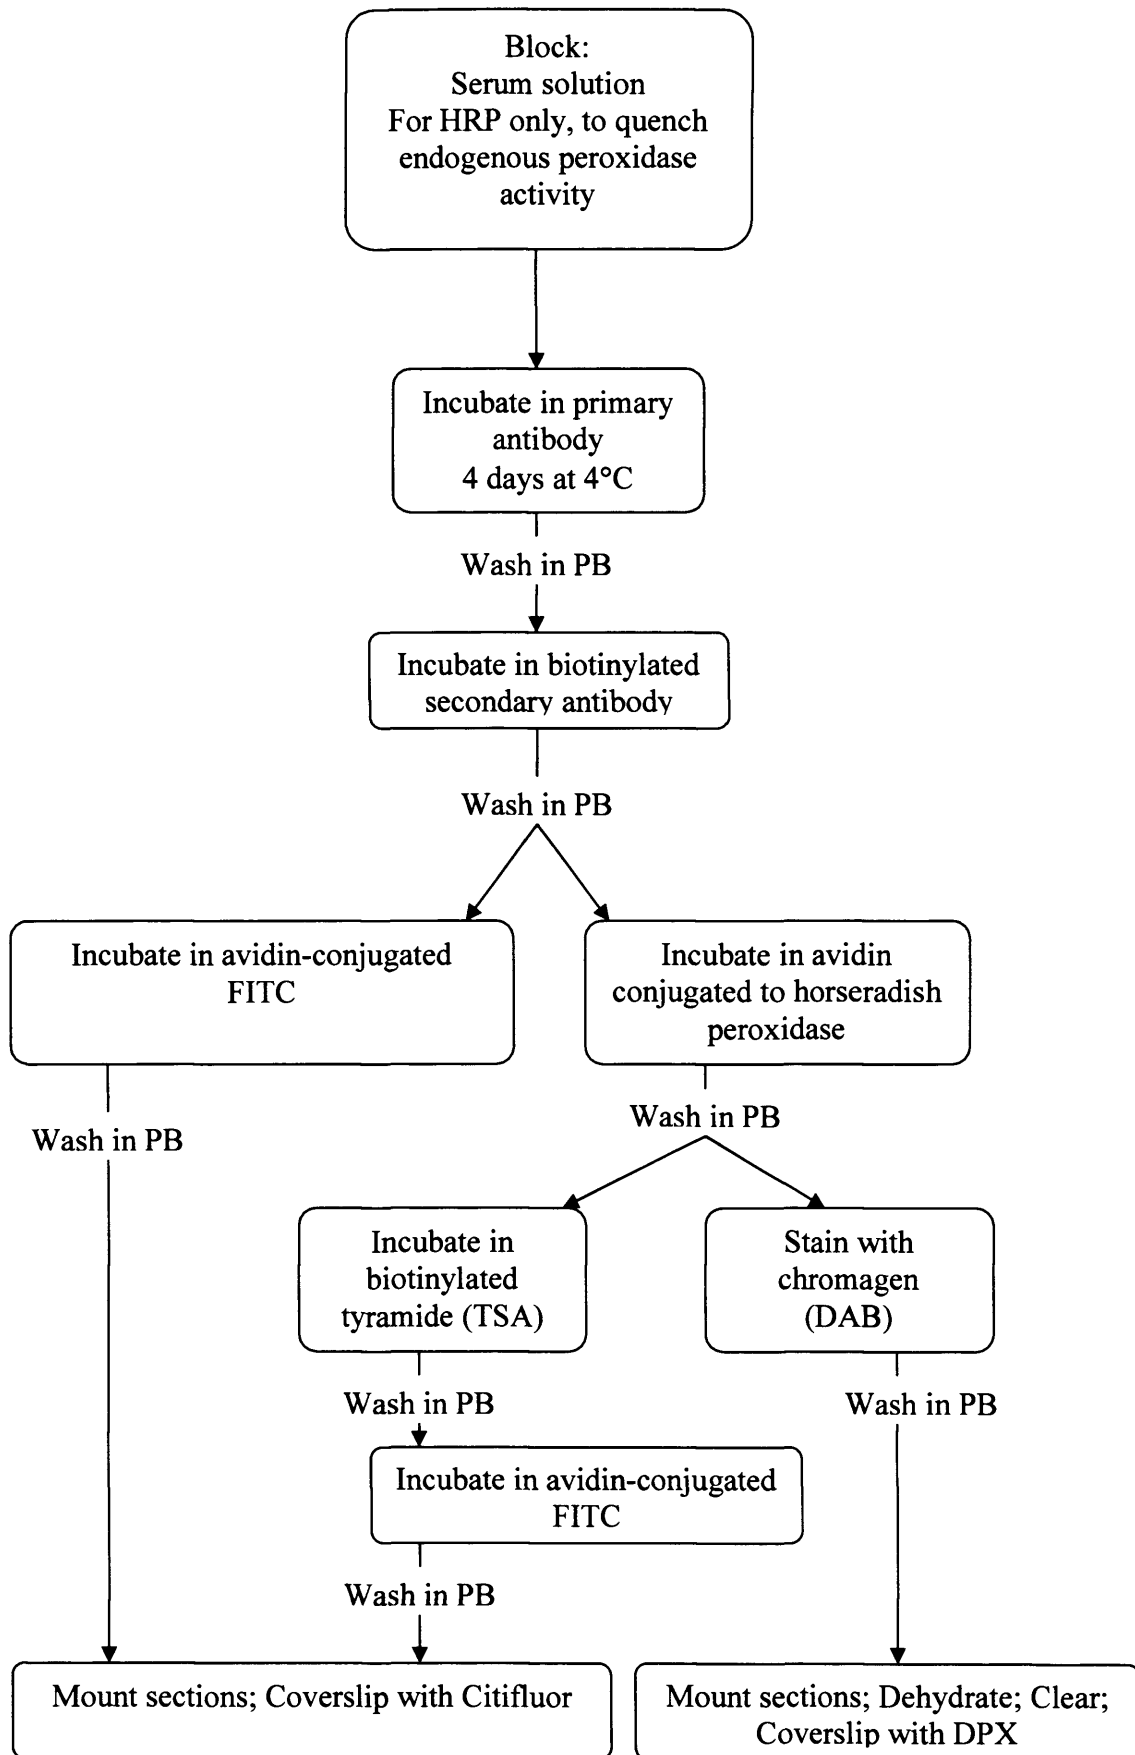 Block:
Serum solution
For HRP only, to quench
endogenous peroxidase
activity
Incubate in primary
antibody
4 days at 4°C
Wash in PB
Incubate in biotinylated
secondary antibody
Wash in PB
Incubate in avidin-conjugated
FITC
Incubate in avidin
conjugated to horseradish
peroxidase
Wash in PB
Wash in PB
Incubate in
biotinylated
tyramide (TSA)
Stain with
chromagen
(DAB)
Wash in PB
Wash in PB
Incubate in avidin-conjugated
FITC
Wash in PB
Mount sections; Coverslip with Citifluor
Mount sections; Dehydrate; Clear;
Coverslip with DPX